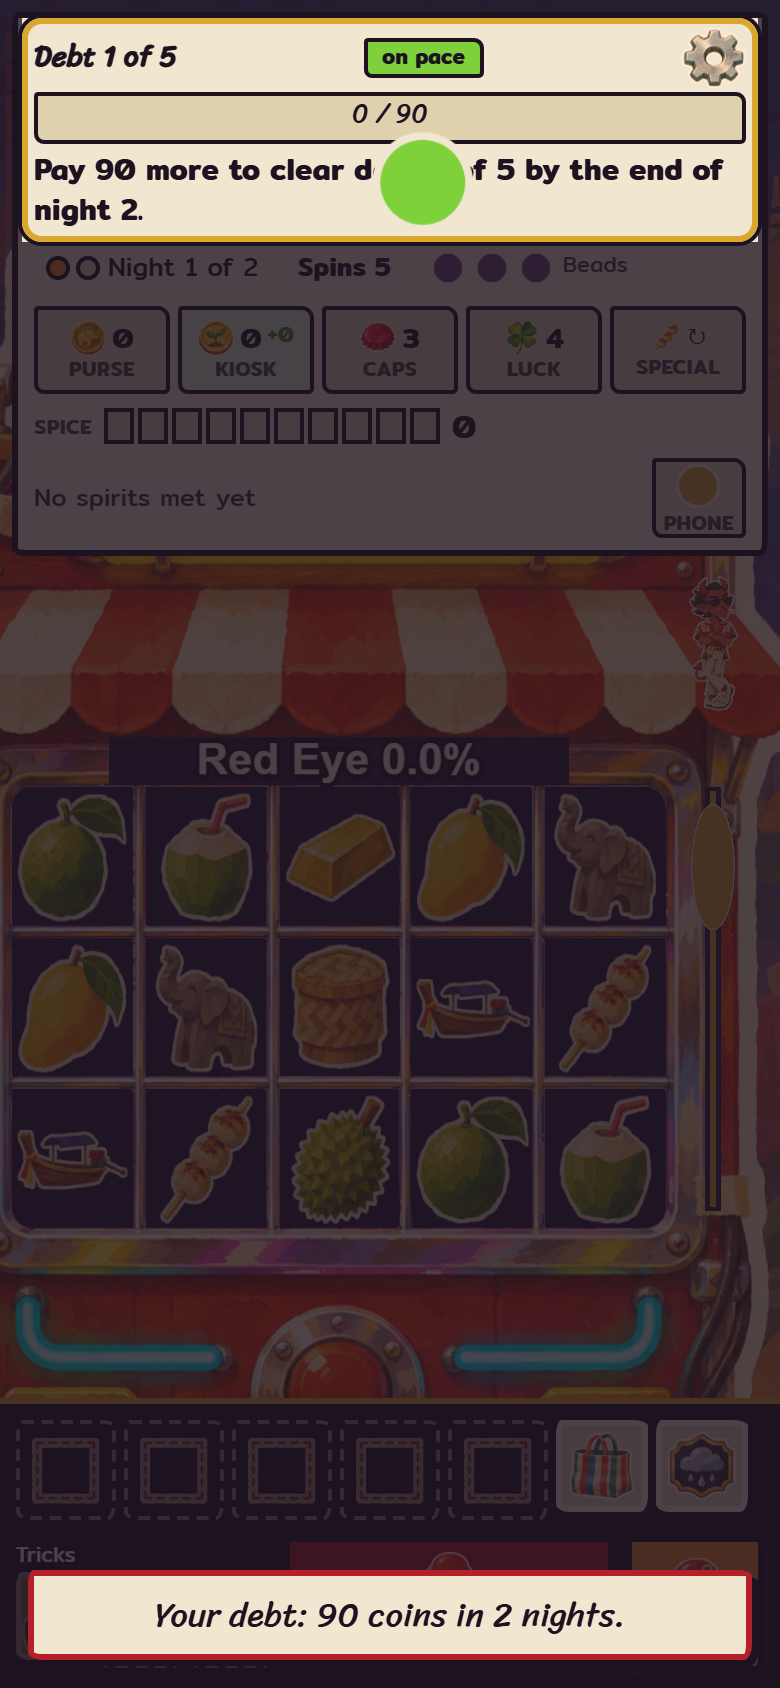 Debt 1 of 5
on pace
0 / 90
Pay 90 more to clear of 5 by the end of
night 2.
Night 1 of 2 Spins 5 Beads
0 0 +0 3 4 ↻
PURSE KIOSK CAPS LUCK SPECIAL
SPICE 0
No spirits met yet
PHONE
Red Eye 0.0%
Tricks
Your debt: 90 coins in 2 nights.